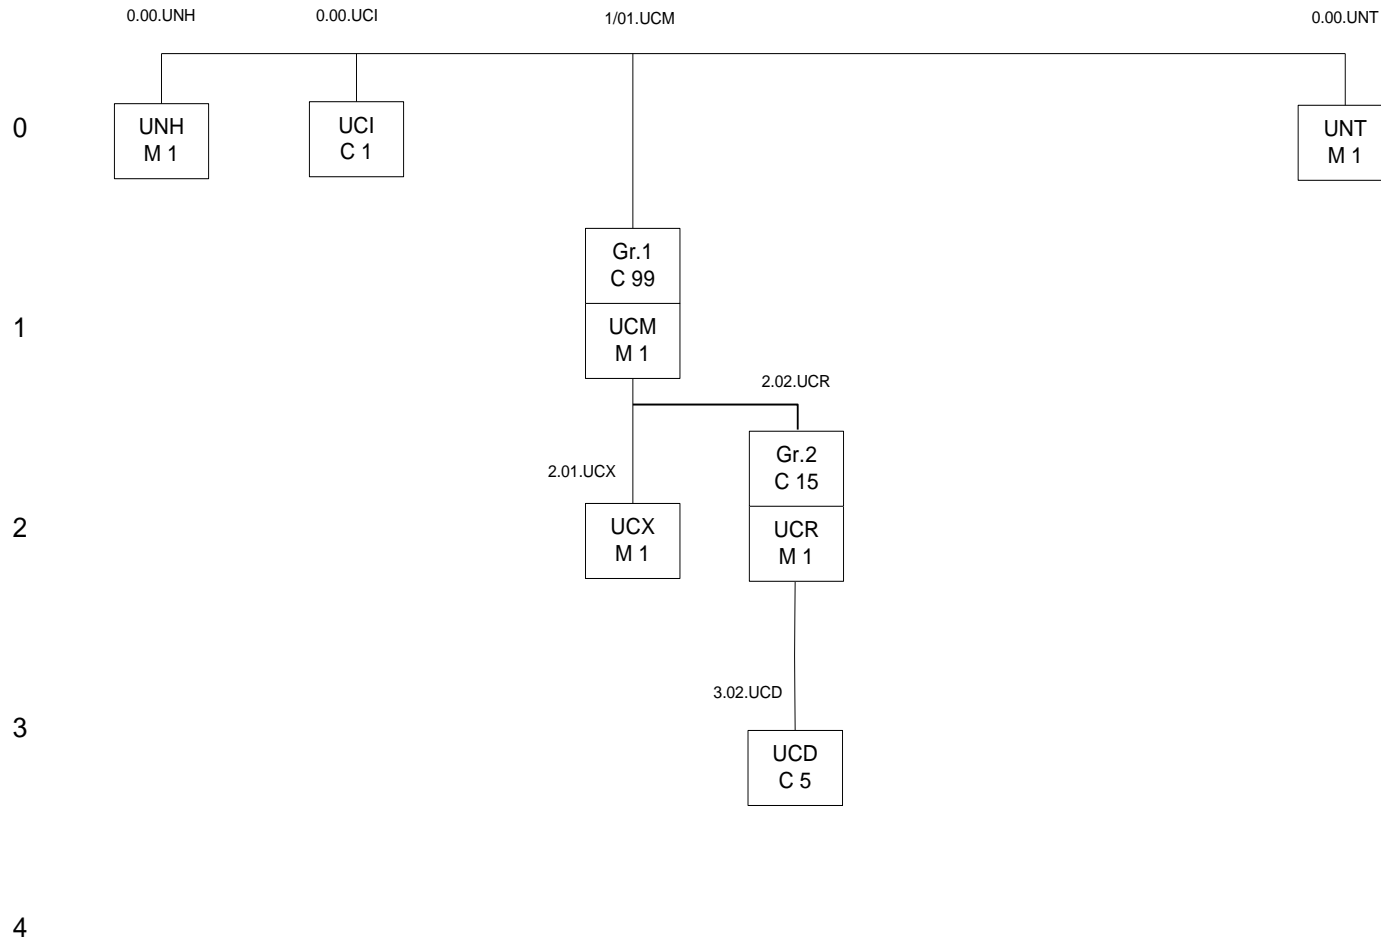 0.00.UNH
0.00.UCI
1/01.UCM
0.00.UNT
0
UNH
M 1
UCI
C 1
UNT
M 1
Gr.1
C 99
1
UCM
M 1
2.02.UCR
2.01.UCX
Gr.2
C 15
2
UCX
M 1
UCR
M 1
3.02.UCD
3
UCD
C 5
4